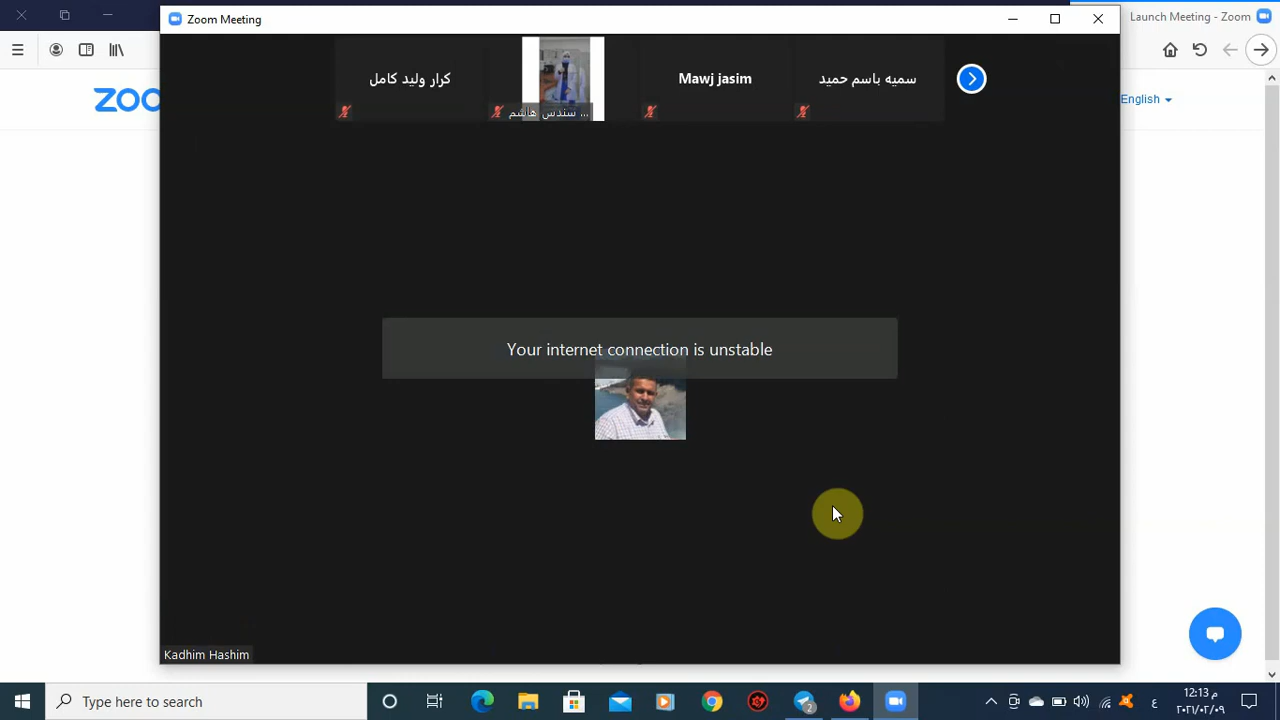 Launch Meeting - Zoom
Zoom Meeting
English
كرار وليد كامل
سندس هاشم ...
Mawj jasim
سميه باسم حميد
Your internet connection is unstable
Kadhim Hashim
Type here to search
2
ع
م 12:13
٢٠٢١/٠٢/٠٩